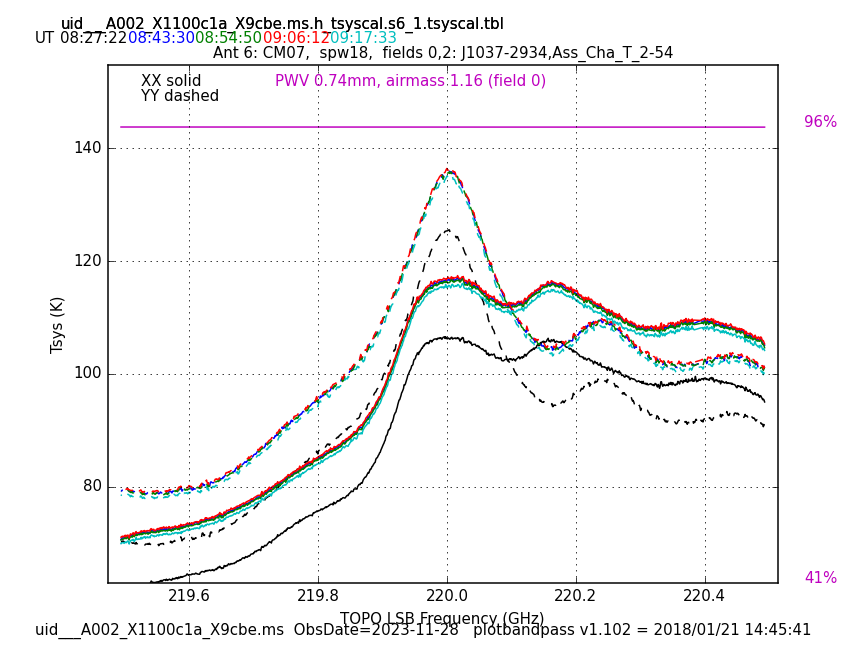 uid___A002_X1100c1a_X9cbe.ms.h_tsyscal.s6_1.tsyscal.tbl
UT 08:27:22 08:43:30 08:54:50 09:06:12 09:17:33
Ant 6: CM07,  spw18,  fields 0,2: J1037-2934,Ass_Cha_T_2-54
XX solid
PWV 0.74mm, airmass 1.16 (field 0)
YY dashed
96%
140
120
100
80
Tsys (K)
41%
219.6 219.8 220.0 220.2 220.4
TOPO LSB Frequency (GHz)
uid___A002_X1100c1a_X9cbe.ms  ObsDate=2023-11-28   plotbandpass v1.102 = 2018/01/21 14:45:41